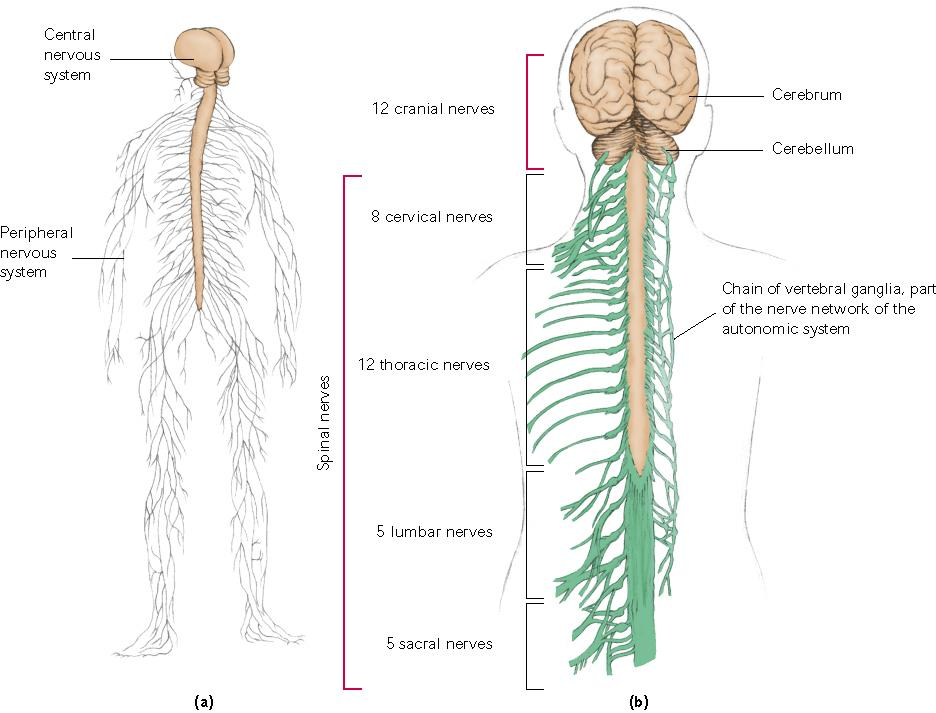 Central
nervous
system
Peripheral
nervous
system
(a)
Spinal nerves
12 cranial nerves
8 cervical nerves
12 thoracic nerves
5 lumbar nerves
5 sacral nerves
Cerebrum
Cerebellum
Chain of vertebral ganglia, part
of the nerve network of the
autonomic system
(b)